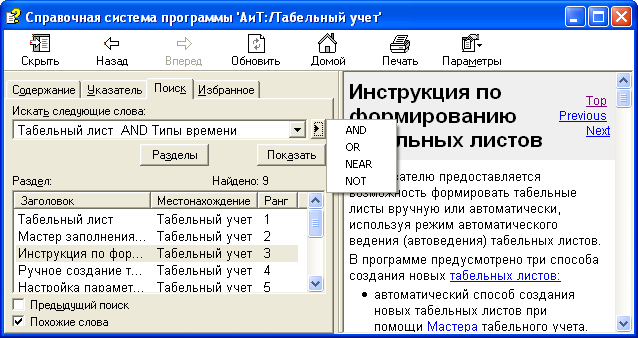 Справочная система программы 'АиТ:/Табельный учет'
Скрыть Назад Вперед Обновить Домой Печать Параметры
Содержание Указатель Поиск Избранное
Искать следующие слова:
Табельный лист AND Типы времени
Разделы Показать
Раздел: Найдено: 9
Заголовок Местонахождение Ранг
Табельный лист Табельный учет 1
Мастер заполнения... Табельный учет 2
Инструкция по фор... Табельный учет 3
Ручное создание т... Табельный учет 4
Настройка парамет... Табельный учет 5
Предыдущий поиск
Похожие слова
AND
OR
NEAR
NOT
Инструкция по
формированию
бельных листов
Top
Previous
Next
вателю предоставляется
возможность формировать табельные
листы вручную или автоматически,
используя режим автоматического
ведения (автоведения) табельных листов.
В программе предусмотрено три способа
создания новых табельных листов:
• автоматический способ создания
новых табельных листов при
помощи Мастера табельного учета.